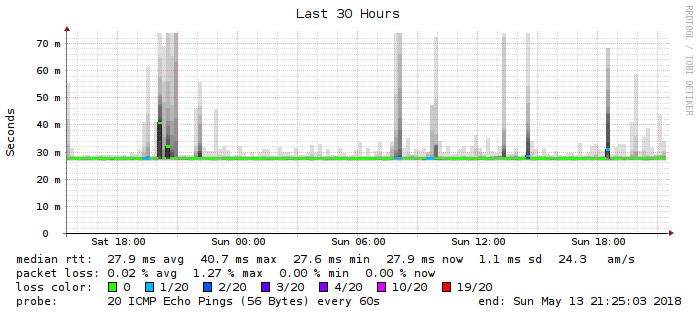 Last 30 Hours
RRDTOOL / TOBI OETIKER
Seconds
70 m
60 m
50 m
40 m
30 m
20 m
10 m
0
Sat 18:00 Sun 00:00 Sun 06:00 Sun 12:00 Sun 18:00
median rtt: 27.9 ms avg 40.7 ms max 27.6 ms min 27.9 ms now 1.1 ms sd 24.3 am/s
packet loss: 0.02 % avg 1.27 % max 0.00 % min 0.00 % now
loss color: 0 1/20 2/20 3/20 4/20 10/20 19/20
probe: 20 ICMP Echo Pings (56 Bytes) every 60s end: Sun May 13 21:25:03 2018